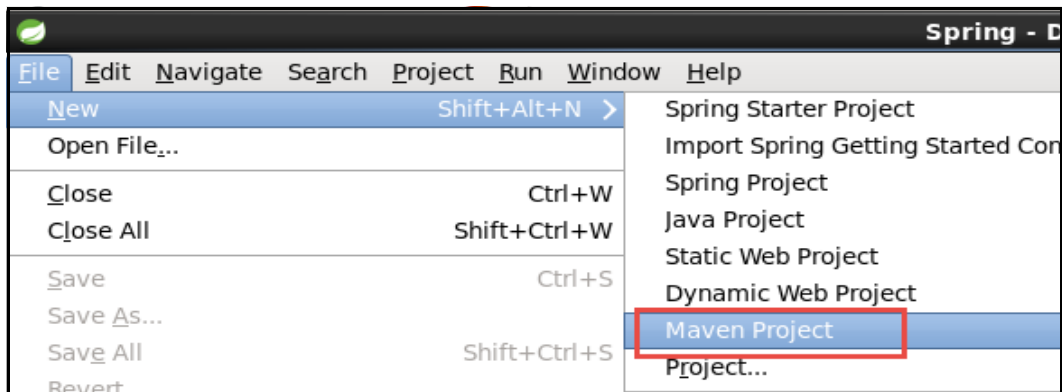 Spring - D
File Edit Navigate Search Project Run Window Help
New Shift+Alt+N >
Open File...
Close Ctrl+W
Close All Shift+Ctrl+W
Save Ctrl+S
Save As...
Save All Shift+Ctrl+S
Revert
Spring Starter Project
Import Spring Getting Started Con
Spring Project
Java Project
Static Web Project
Dynamic Web Project
Maven Project
Project...